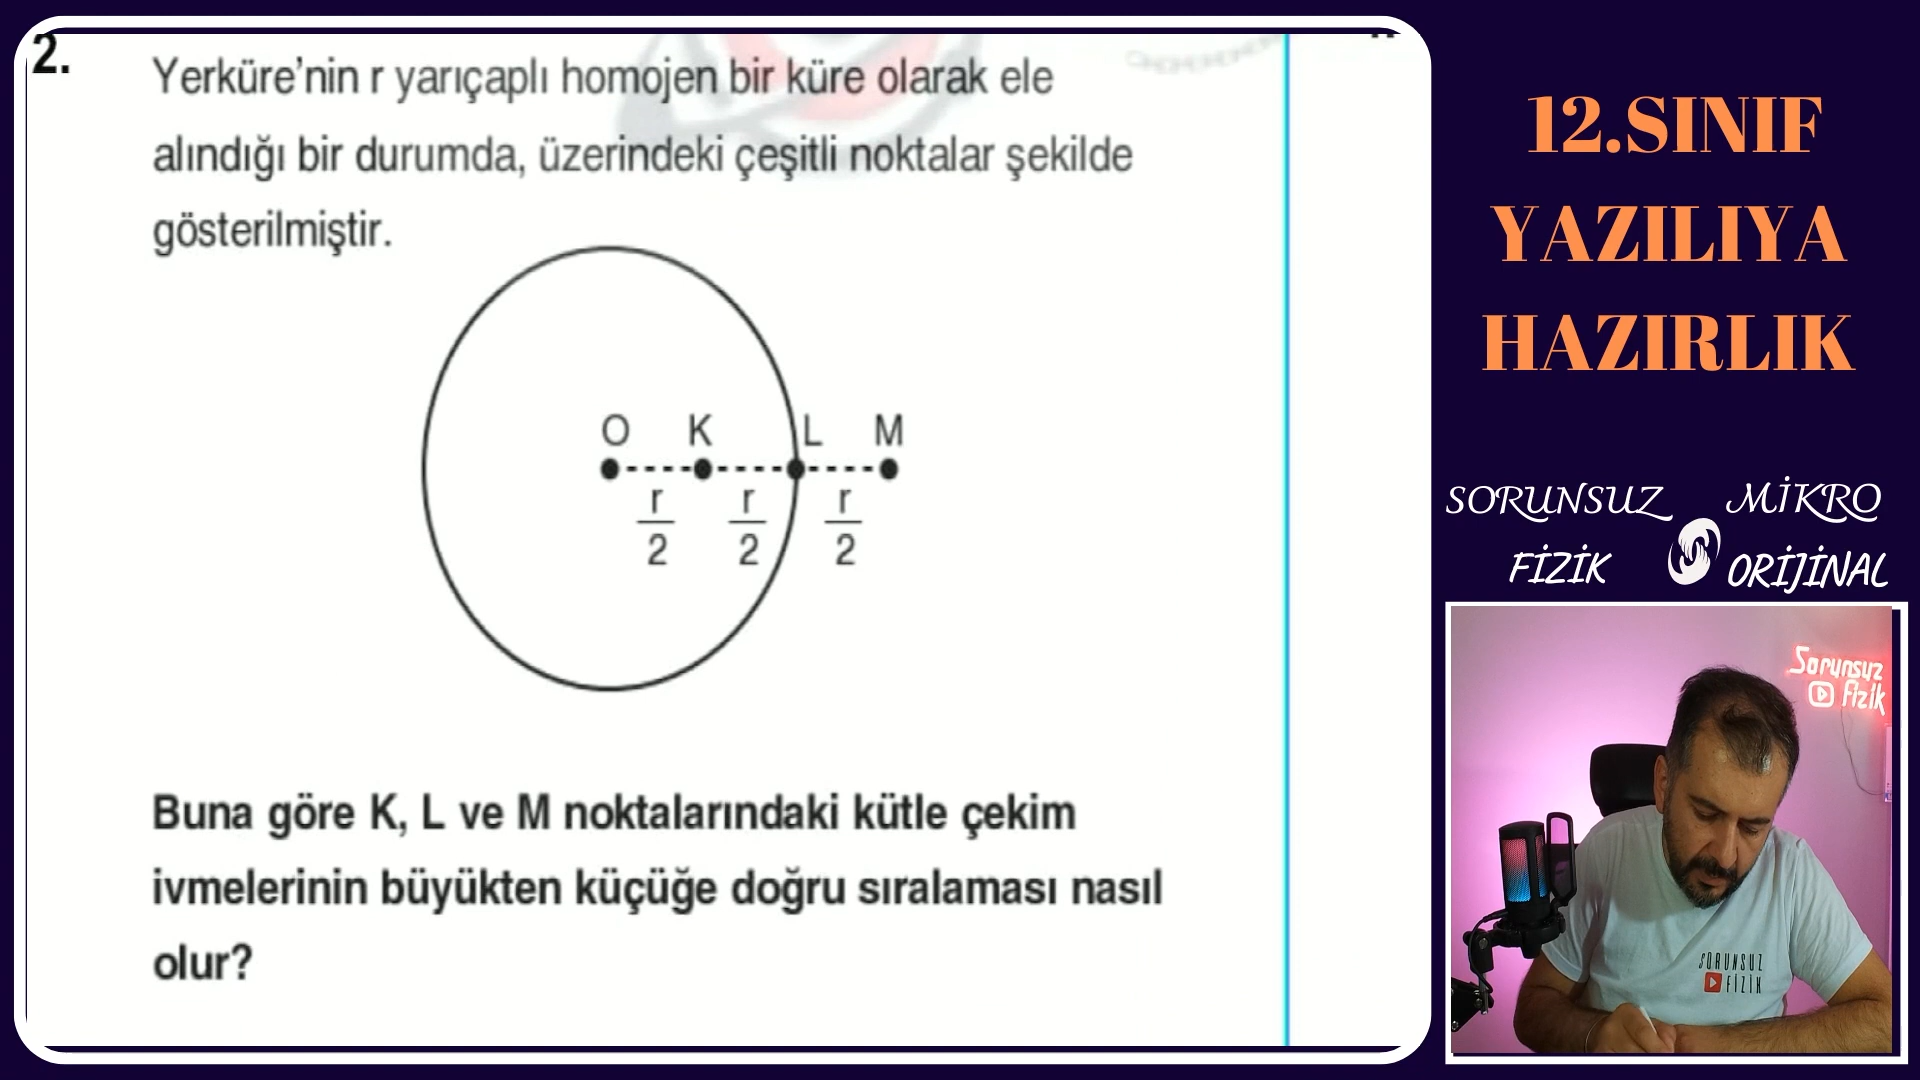 2.
Yerküre'nin r yarıçaplı homojen bir küre olarak ele
alındığı bir durumda, üzerindeki çeşitli noktalar şekilde
gösterilmiştir.
O K L M
r r r
2 2 2
Buna göre K, L ve M noktalarındaki kütle çekim
ivmelerinin büyükten küçüğe doğru sıralaması nasıl
olur?
12.SINIF
YAZILIYA
HAZIRLIK
SORUNSUZ MİKRO
FİZİK ORİJİNAL
Sorunsuz
Fizik
SORUNSUZ
FİZİK